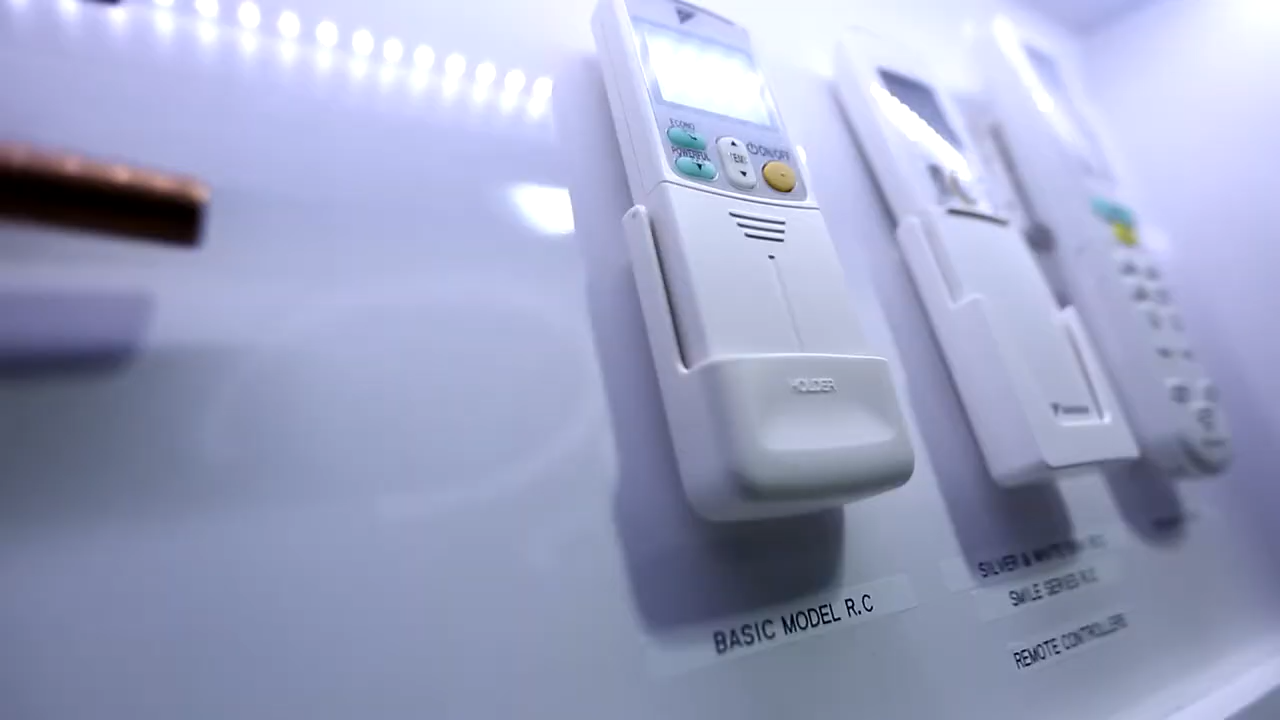 ECONO
POWERFUL
TEMP
ON/OFF
HOLDER
BASIC MODEL R.C
SILVER & WHITE
SMILE SERIES R.C
REMOTE CONTROLLERS